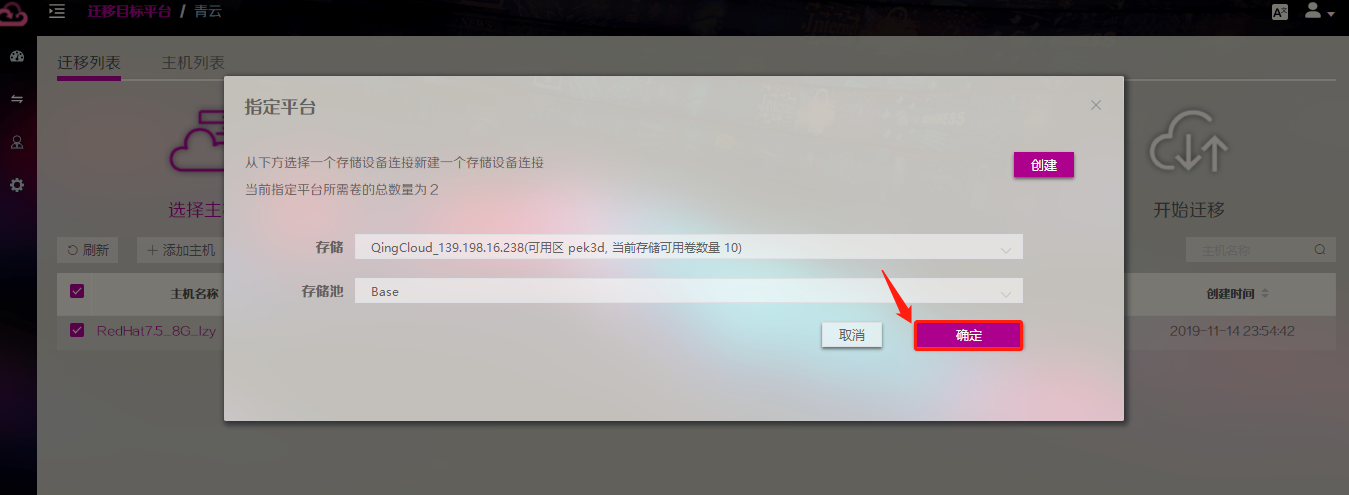 迁移目标平台 / 青云
迁移列表 主机列表
指定平台
从下方选择一个存储设备连接新建一个存储设备连接
创建
当前指定平台所需卷的总数量为 2
选择主
开始迁移
存储 QingCloud_139.198.16.238(可用区 pek3d, 当前存储可用卷数量 10)
刷新 + 添加主机
主机名称
存储池 Base
主机名称 创建时间
取消 确定
RedHat7.5_8G_lzy 2019-11-14 23:54:42